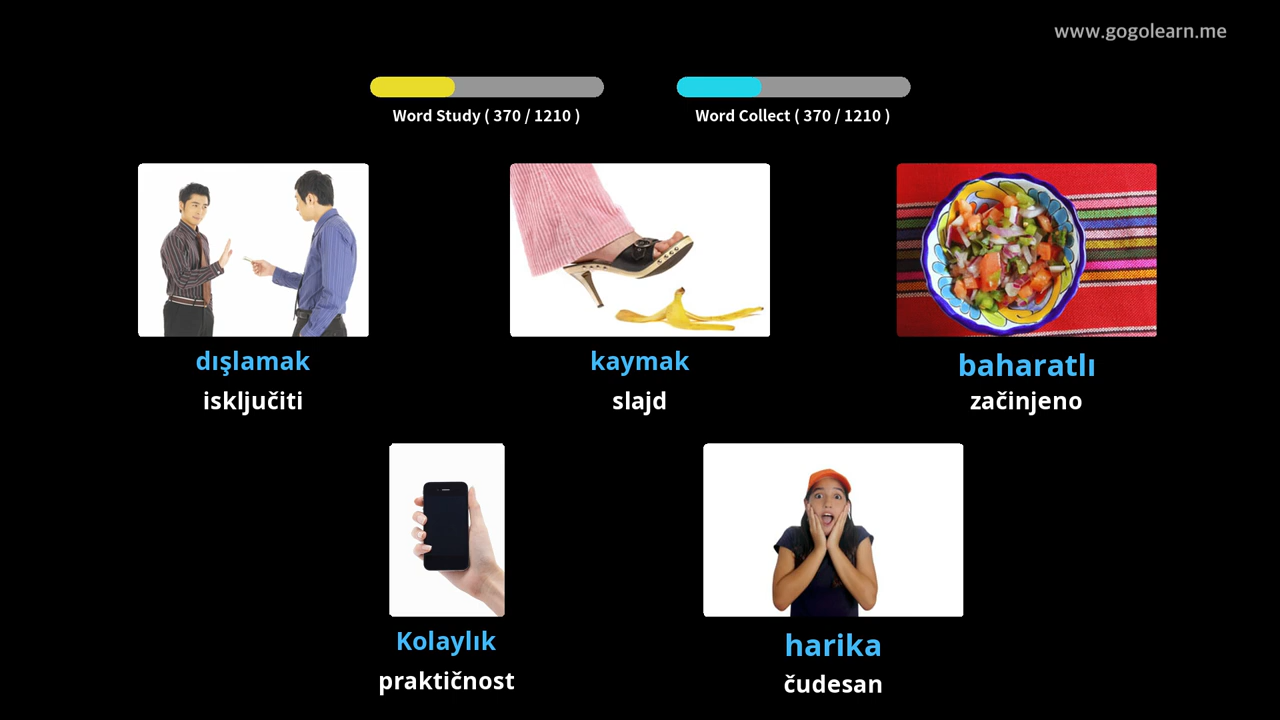 www.gogolearn.me
Word Study ( 370 / 1210 )
Word Collect ( 370 / 1210 )
dışlamak
isključiti
kaymak
slajd
baharatlı
začinjeno
Kolaylık
praktičnost
harika
čudesan